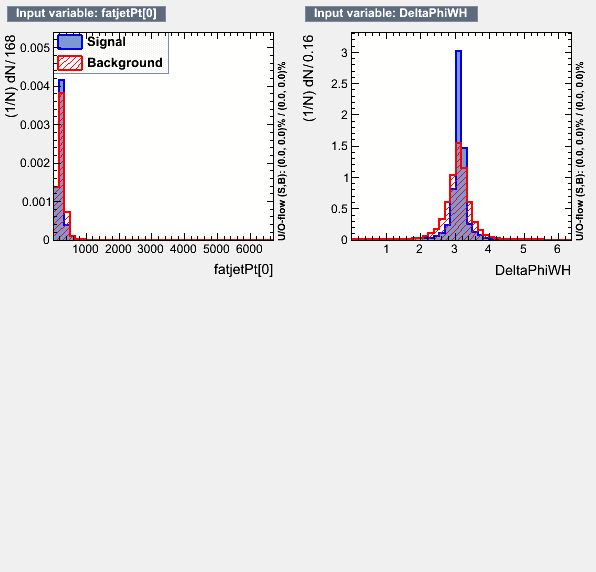 Input variable: fatjetPt[0]
(1/N) dN / 168
0.005
0.004
0.003
0.002
0.001
0
Signal
Background
1000 2000 3000 4000 5000 6000
fatjetPt[0]
U/O-flow (S,B): (0.0, 0.0)% / (0.0, 0.0)%
Input variable: DeltaPhiWH
(1/N) dN / 0.16
3
2.5
2
1.5
1
0.5
0
1 2 3 4 5 6
DeltaPhiWH
U/O-flow (S,B): (0.0, 0.0)% / (0.0, 0.0)%